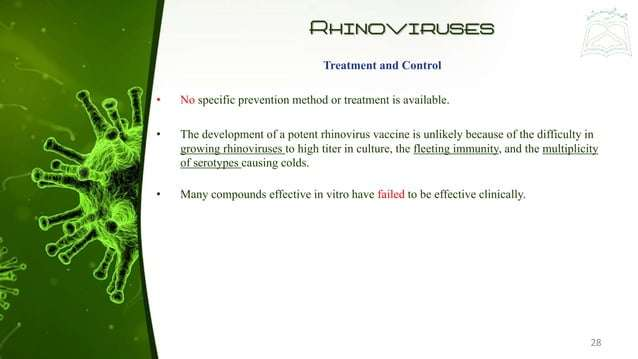 RHINOVIRUSES
Treatment and Control
• No specific prevention method or treatment is available.
• The development of a potent rhinovirus vaccine is unlikely because of the difficulty in
growing rhinoviruses to high titer in culture, the fleeting immunity, and the multiplicity
of serotypes causing colds.
• Many compounds effective in vitro have failed to be effective clinically.
28